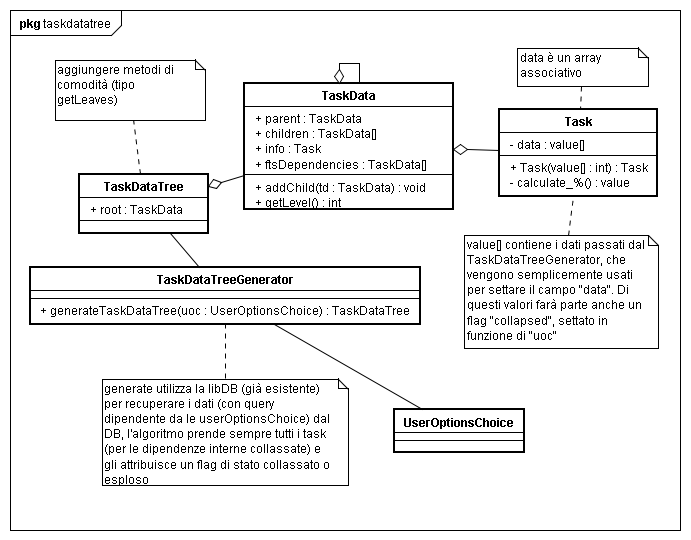 pkg taskdatatree
aggiungere metodi di
comodità (tipo
getLeaves)
TaskData
+ parent : TaskData
+ children : TaskData[]
+ info : Task
+ ftsDependencies : TaskData[]
+ addChild(td : TaskData) : void
+ getLevel() : int
data è un array
associativo
Task
- data : value[]
+ Task(value[] : int) : Task
- calculate_%() : value
TaskDataTree
+ root : TaskData
value[] contiene i dati passati dal
TaskDataTreeGenerator, che
vengono semplicemente usati
per settare il campo "data". Di
questi valori farà parte anche un
flag "collapsed", settato in
funzione di "uoc"
TaskDataTreeGenerator
+ generateTaskDataTree(uoc : UserOptionsChoice) : TaskDataTree
generate utilizza la libDB (già esistente)
per recuperare i dati (con query
dipendente da le userOptionsChoice) dal
DB, l'algoritmo prende sempre tutti i task
(per le dipendenze interne collassate) e
gli attribuisce un flag di stato collassato o
esploso
UserOptionsChoice